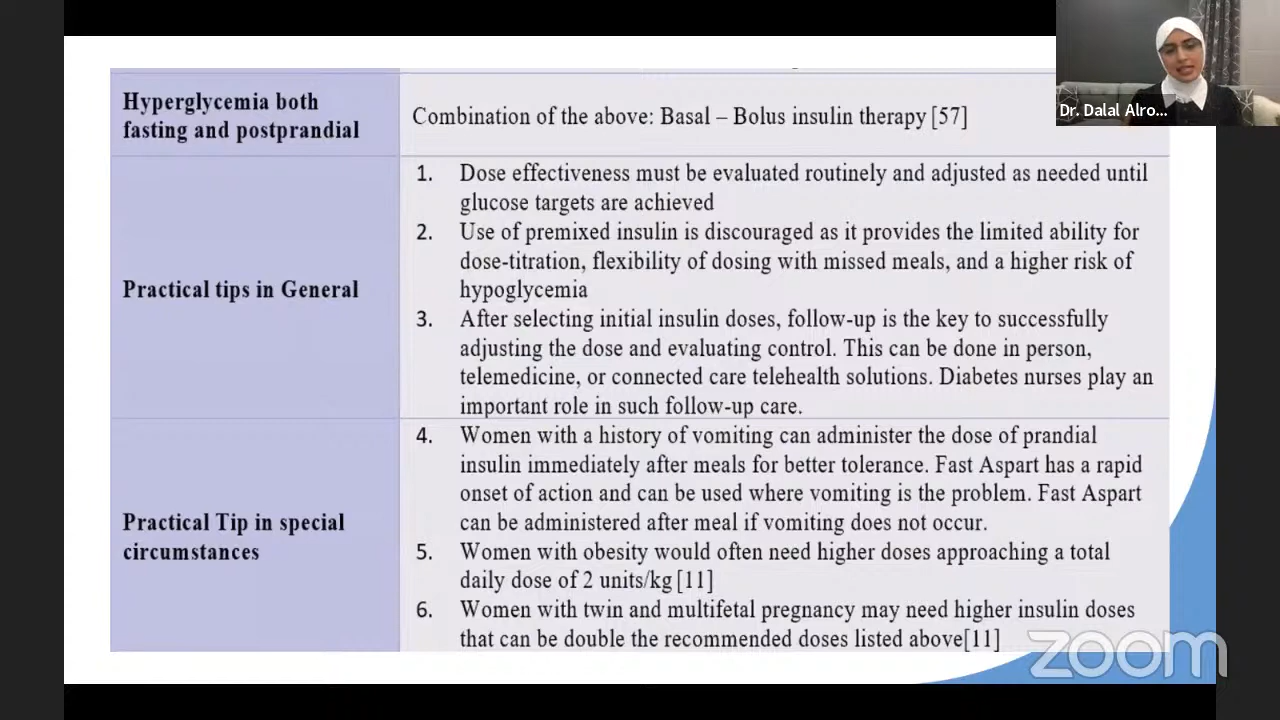 Dr. Dalal Alro...
Hyperglycemia both
fasting and postprandial
Combination of the above: Basal – Bolus insulin therapy [57]
Practical tips in General
1. Dose effectiveness must be evaluated routinely and adjusted as needed until
glucose targets are achieved
2. Use of premixed insulin is discouraged as it provides the limited ability for
dose-titration, flexibility of dosing with missed meals, and a higher risk of
hypoglycemia
3. After selecting initial insulin doses, follow-up is the key to successfully
adjusting the dose and evaluating control. This can be done in person,
telemedicine, or connected care telehealth solutions. Diabetes nurses play an
important role in such follow-up care.
Practical Tip in special
circumstances
4. Women with a history of vomiting can administer the dose of prandial
insulin immediately after meals for better tolerance. Fast Aspart has a rapid
onset of action and can be used where vomiting is the problem. Fast Aspart
can be administered after meal if vomiting does not occur.
5. Women with obesity would often need higher doses approaching a total
daily dose of 2 units/kg [11]
6. Women with twin and multifetal pregnancy may need higher insulin doses
that can be double the recommended doses listed above[11]
zoom